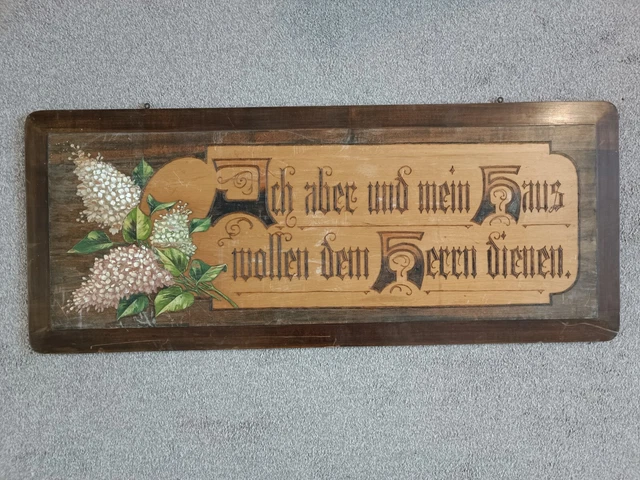 Ich aber und mein Haus
wollen dem Herrn dienen.